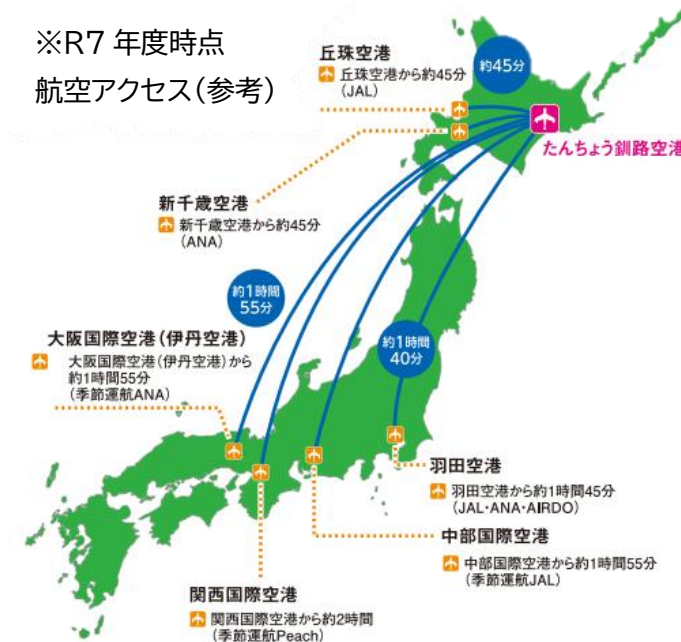 ※R7 年度時点
航空アクセス(参考)
丘珠空港
丘珠空港から約45分
(JAL)
約45分
たんちょう釧路空港
新千歳空港
新千歳空港から約45分
(ANA)
約1時間
55分
大阪国際空港(伊丹空港)
大阪国際空港(伊丹空港)から
約1時間55分
(季節運航ANA)
約1時間
40分
羽田空港
羽田空港から約1時間45分
(JAL・ANA・AIRDO)
中部国際空港
中部国際空港から約1時間55分
(季節運航JAL)
関西国際空港
関西国際空港から約2時間
(季節運航Peach)